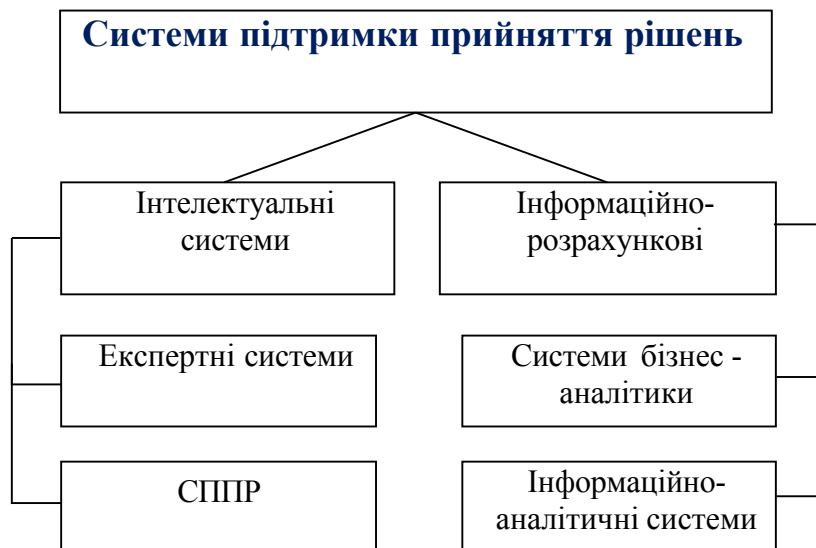 Системи підтримки прийняття рішень
Інтелектуальні
системи
Інформаційно-
розрахункові
Експертні системи
Системи бізнес -
аналітики
СППР
Інформаційно-
аналітичні системи